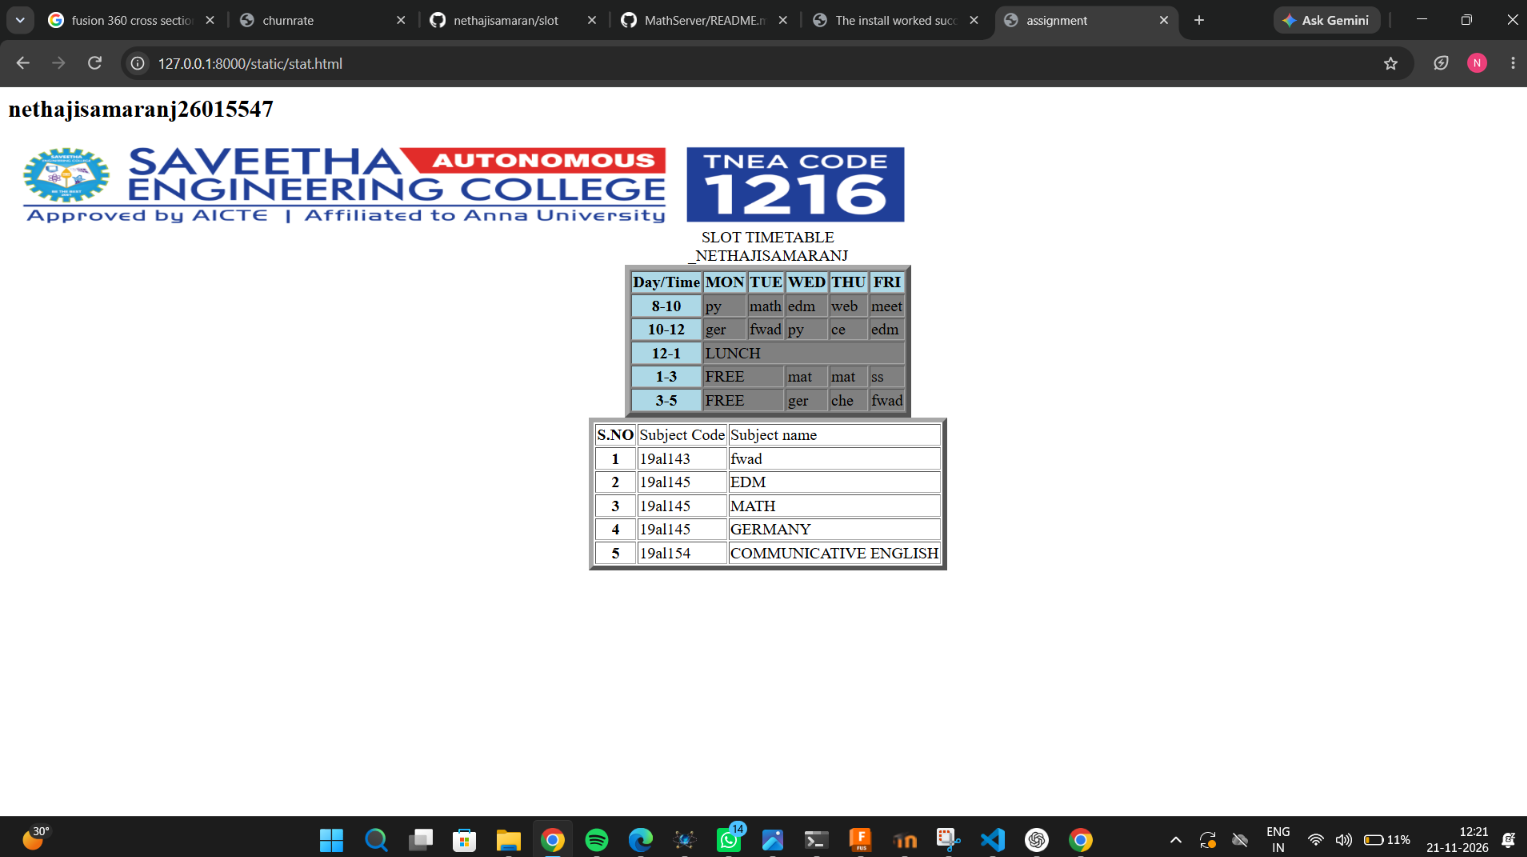 fusion 360 cross sectio
churnrate
nethajisamaran/slot
MathServer/README.m
The install worked succ
assignment
Ask Gemini
127.0.0.1:8000/static/stat.html
N
nethajisamaranj26015547
SAVEETHA AUTONOMOUS
ENGINEERING COLLEGE
Approved by AICTE | Affiliated to Anna University
TNEA CODE
1216
SLOT TIMETABLE
_NETHAJISAMARANJ
Day/Time MON TUE WED THU FRI
8-10 py math edm web meet
10-12 ger fwad py ce edm
12-1 LUNCH
1-3 FREE mat mat ss
3-5 FREE ger che fwad
S.NO Subject Code Subject name
1 19al143 fwad
2 19al145 EDM
3 19al145 MATH
4 19al145 GERMANY
5 19al154 COMMUNICATIVE ENGLISH
30°
14
ENG
IN
11%
12:21
21-11-2026